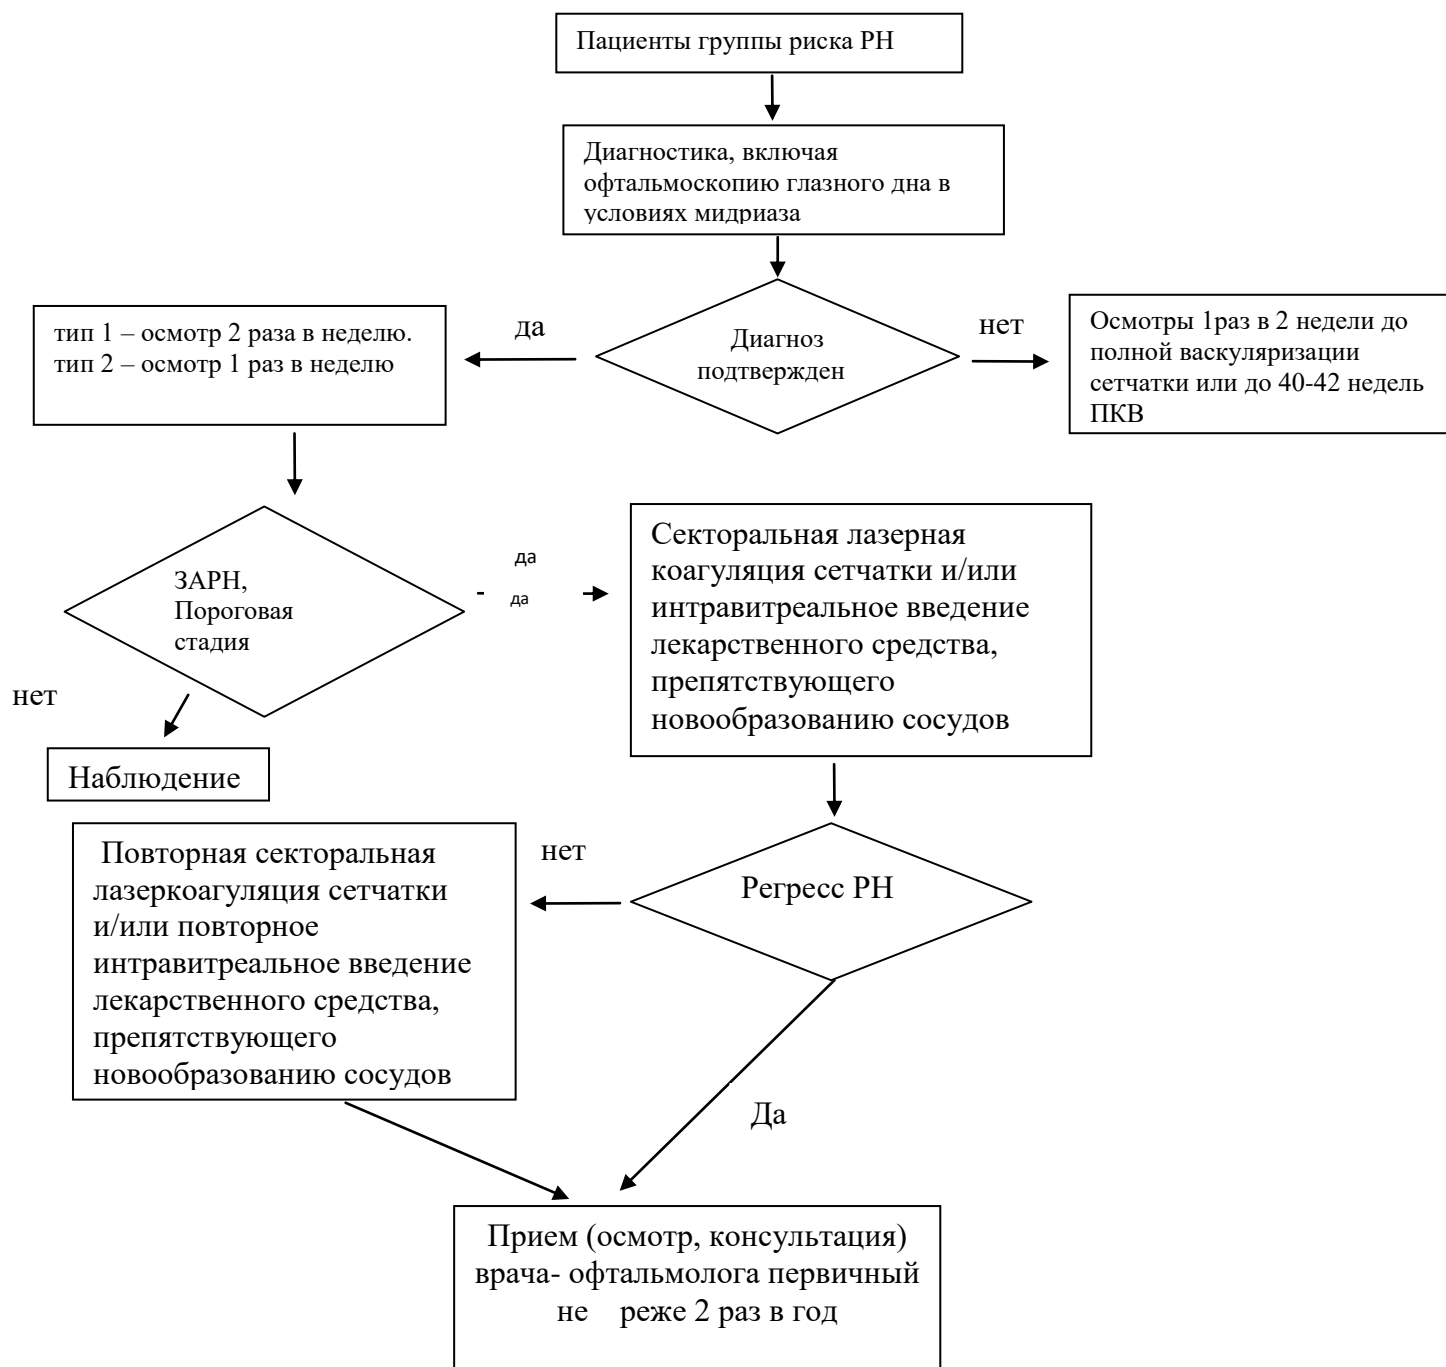 Пациенты группы риска РН
Диагностика, включая
офтальмоскопию глазного дна в
условиях мидриаза
тип 1 – осмотр 2 раза в неделю.
тип 2 – осмотр 1 раз в неделю
да
Диагноз
подтвержден
нет
Осмотры 1раз в 2 недели до
полной васкуляризации
сетчатки или до 40-42 недель
ПКВ
ЗАРН,
Пороговая
стадия
да
да
Секторальная лазерная
коагуляция сетчатки и/или
интравитреальное введение
лекарственного средства,
препятствующего
новообразованию сосудов
нет
Наблюдение
Повторная секторальная
лазеркоагуляция сетчатки
и/или повторное
интравитреальное введение
лекарственного средства,
препятствующего
новообразованию сосудов
нет
Регресс РН
Да
Прием (осмотр, консультация)
врача- офтальмолога первичный
не реже 2 раз в год